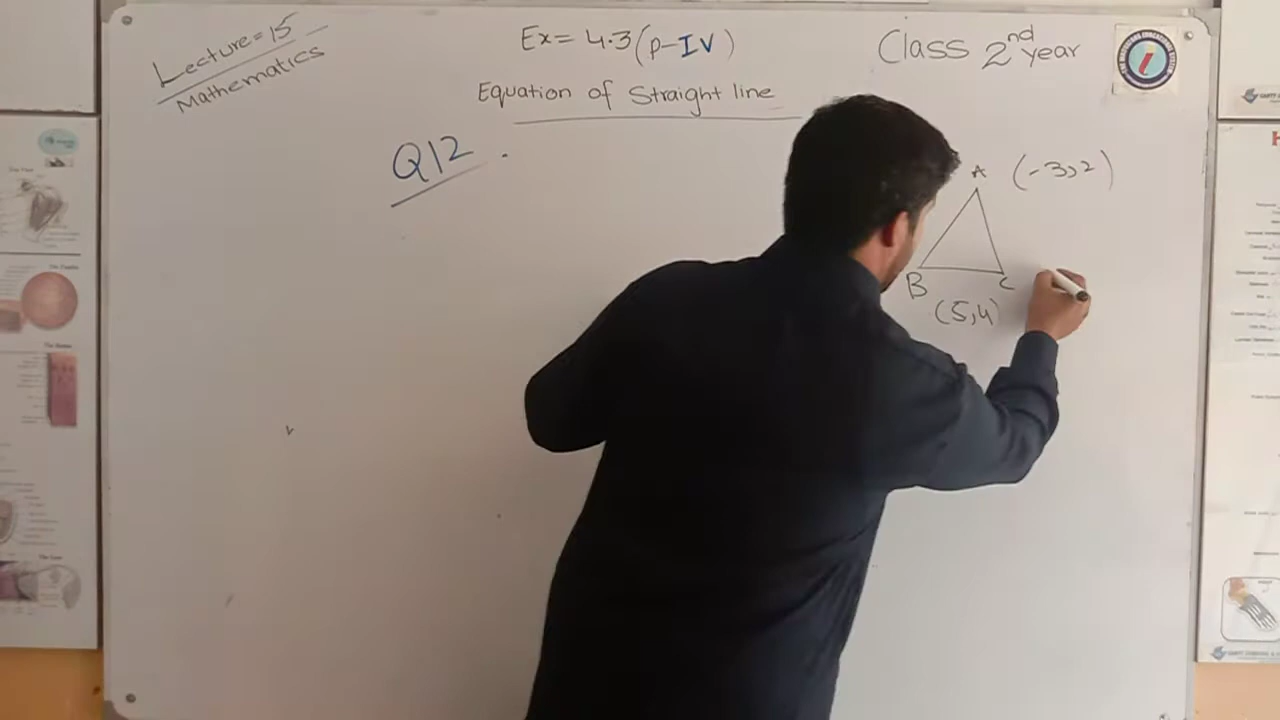 Lecture = 15
Mathematics
Ex = 4.3 (P-IV)
Equation of Straight line
Class 2nd year
Q12.
A (-3,2)
B C
(5,4)